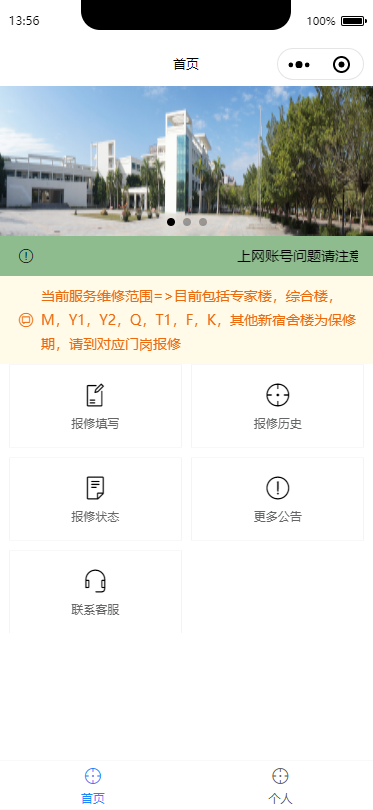 13:56
100%
首页
上网账号问题请注意
当前服务维修范围=>目前包括专家楼，综合楼，
M，Y1，Y2，Q，T1，F，K，其他新宿舍楼为保修
期，请到对应门岗报修
报修填写
报修历史
报修状态
更多公告
联系客服
首页
个人